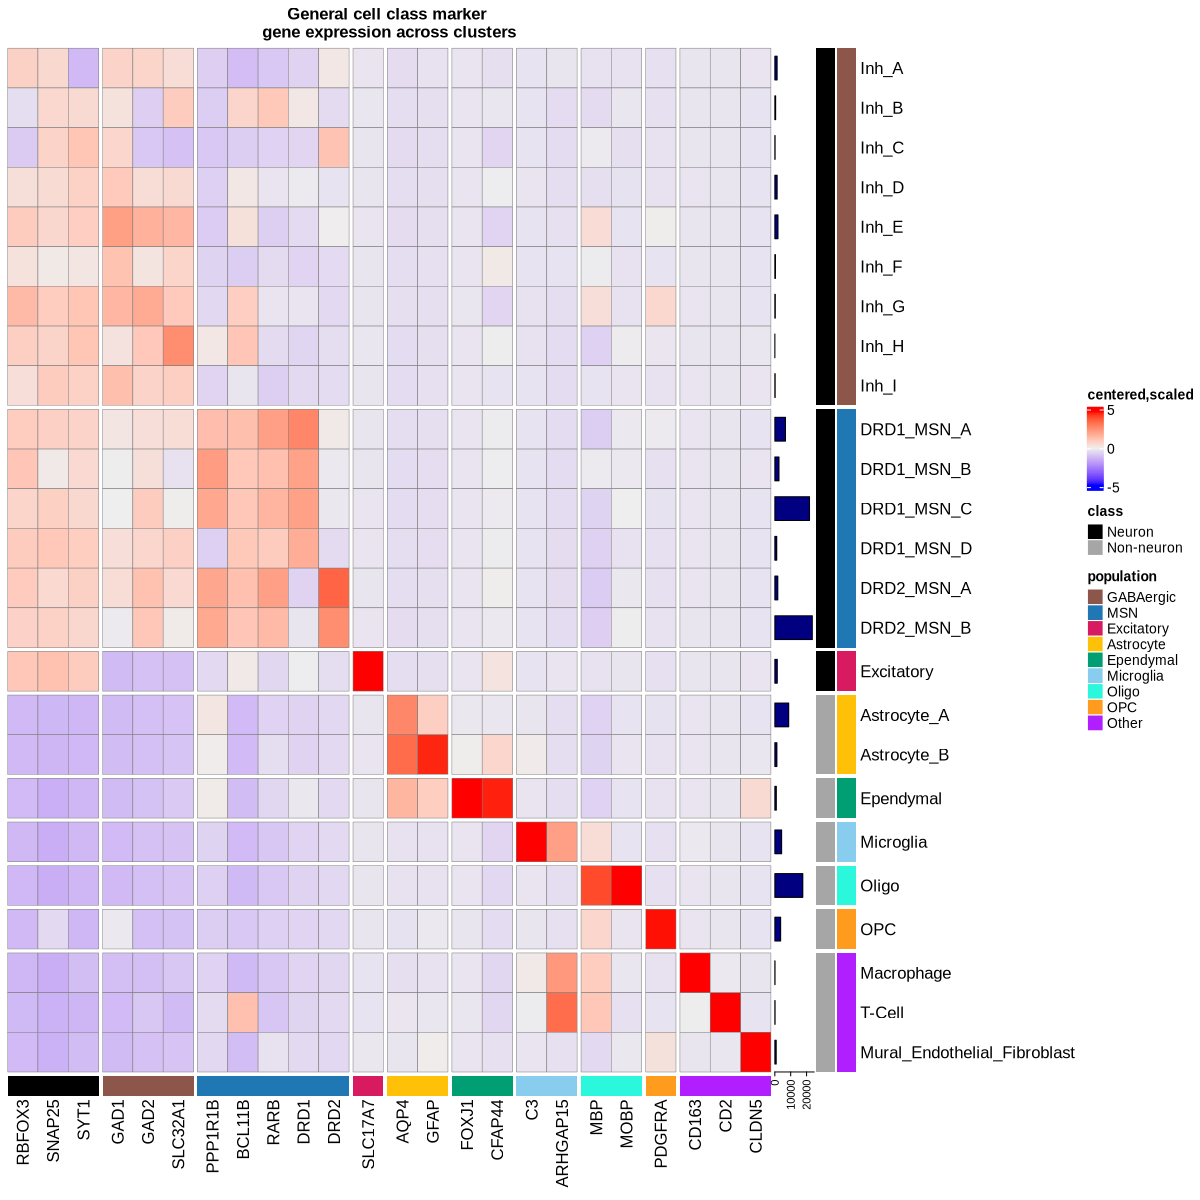 General cell class marker
gene expression across clusters
Inh_A
Inh_B
Inh_C
Inh_D
Inh_E
Inh_F
Inh_G
Inh_H
Inh_I
DRD1_MSN_A
DRD1_MSN_B
DRD1_MSN_C
DRD1_MSN_D
DRD2_MSN_A
DRD2_MSN_B
Excitatory
Astrocyte_A
Astrocyte_B
Ependymal
Microglia
Oligo
OPC
Macrophage
T-Cell
Mural_Endothelial_Fibroblast
0
10000
20000
RBFOX3
SNAP25
SYT1
GAD1
GAD2
SLC32A1
PPP1R1B
BCL11B
RARB
DRD1
DRD2
SLC17A7
AQP4
GFAP
FOXJ1
CFAP44
C3
ARHGAP15
MBP
MOBP
PDGFRA
CD163
CD2
CLDN5
centered,scaled
5
0
-5
class
Neuron
Non-neuron
population
GABAergic
MSN
Excitatory
Astrocyte
Ependymal
Microglia
Oligo
OPC
Other